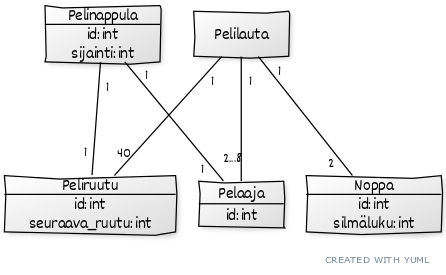 Pelinappula
id: int
sijainti: int
Pelilauta
1
1
1
1
1
1
40
2...8
1
2
Peliruutu
id: int
seuraava_ruutu: int
Pelaaja
id: int
Noppa
id: int
silmäluku: int
CREATED WITH YUML